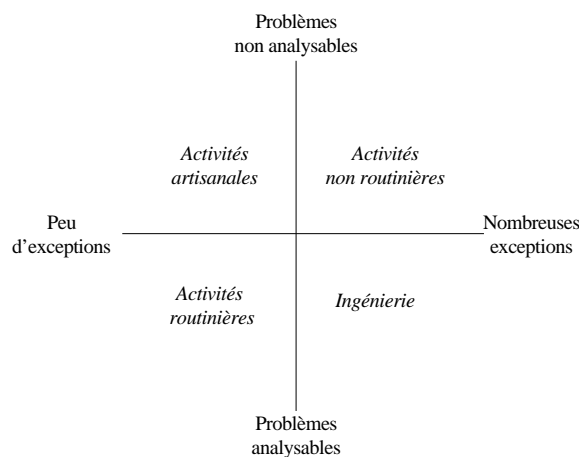 Problèmes
non analysables
Activités
artisanales
Activités
non routinières
Peu
d’exceptions
Nombreuses
exceptions
Activités
routinières
Ingénierie
Problèmes
analysables